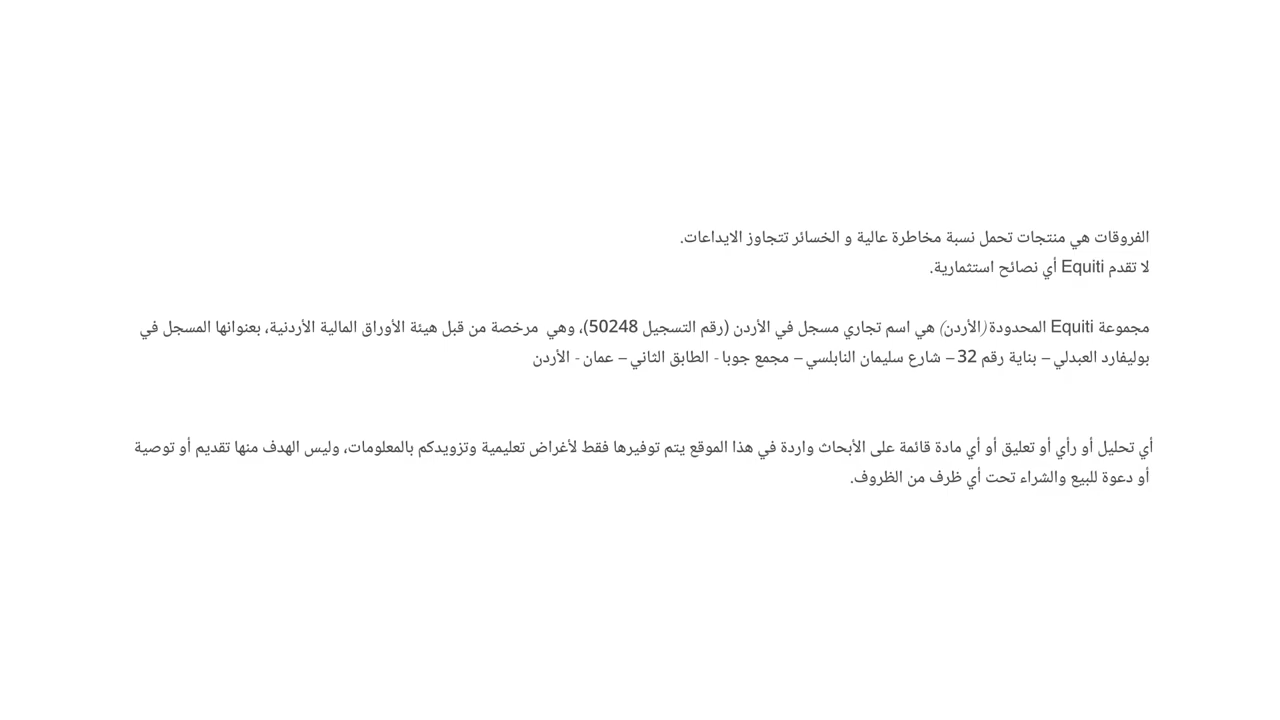 الفروقات هي منتجات تحمل نسبة مخاطرة عالية و الخسائر تتجاوز الايداعات.
لا تقدم Equiti أي نصائح استثمارية.
مجموعة Equiti المحدودة (الأردن) هي اسم تجاري مسجل في الأردن (رقم التسجيل 50248)، وهي مرخصة من قبل هيئة الأوراق المالية الأردنية، بعنوانها المسجل في
بوليفارد العبدلي – بناية رقم 32 – شارع سليمان النابلسي – مجمع جوبا - الطابق الثاني – عمان - الأردن
أي تحليل أو رأي أو تعليق أو أي مادة قائمة على الأبحاث واردة في هذا الموقع يتم توفيرها فقط لأغراض تعليمية وتزويدكم بالمعلومات، وليس الهدف منها تقديم أو توصية
أو دعوة للبيع والشراء تحت أي ظرف من الظروف.